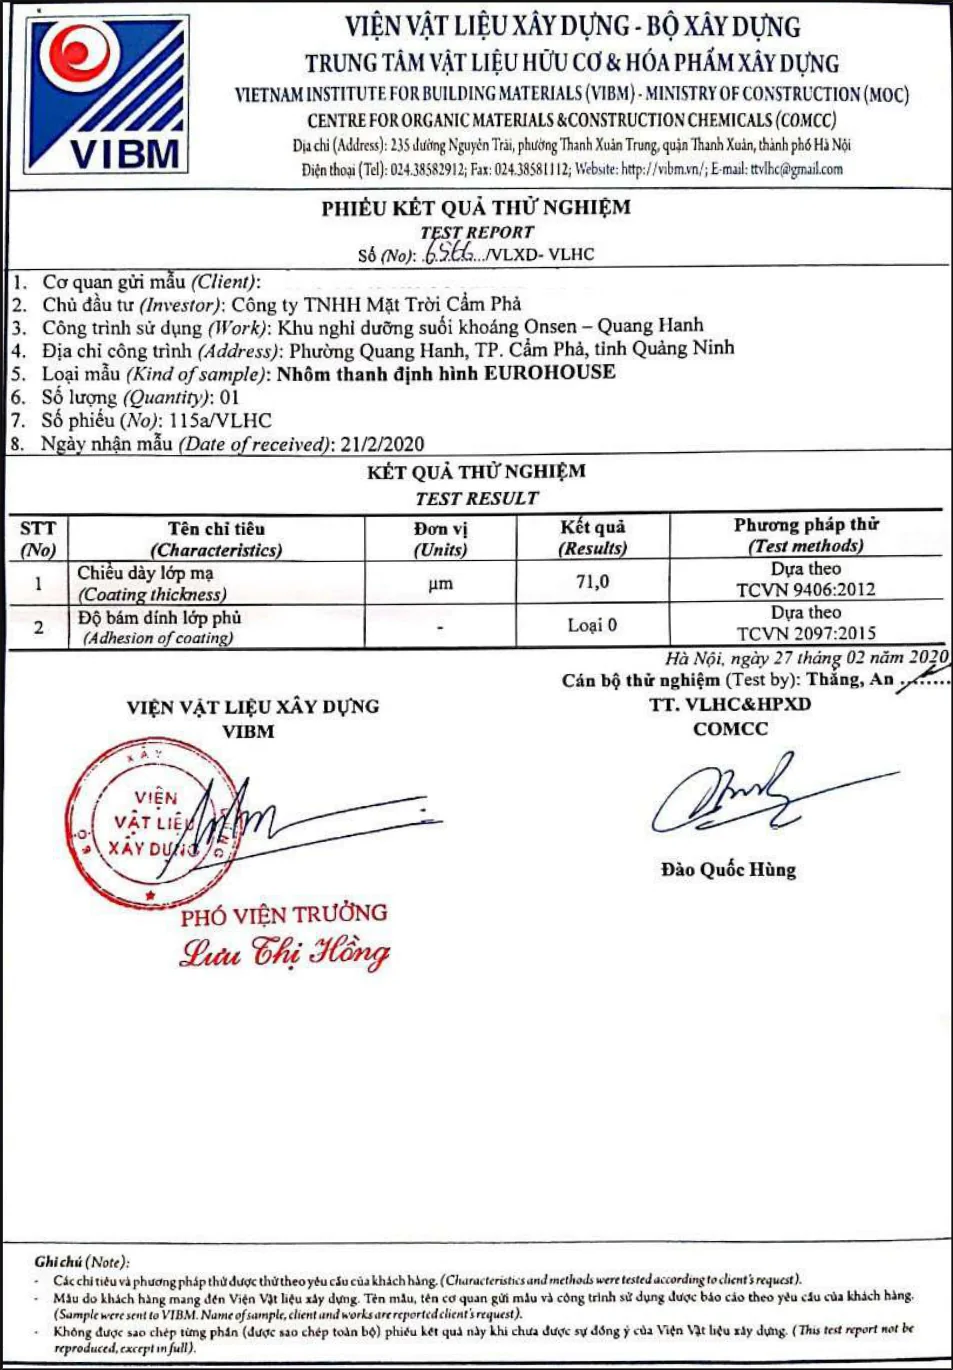 VIBM
VIỆN VẬT LIỆU XÂY DỰNG - BỘ XÂY DỰNG
TRUNG TÂM VẬT LIỆU HỮU CƠ & HÓA PHẨM XÂY DỰNG
VIETNAM INSTITUTE FOR BUILDING MATERIALS (VIBM) - MINISTRY OF CONSTRUCTION (MOC)
CENTRE FOR ORGANIC MATERIALS & CONSTRUCTION CHEMICALS (COMCC)
Địa chỉ (Address): 235 đường Nguyễn Trãi, phường Thanh Xuân Trung, quận Thanh Xuân, thành phố Hà Nội
Điện thoại (Tel): 024.38582912; Fax: 024.38581112; Website: http://vibm.vn/; E-mail: ttvlhc@gmail.com
PHIẾU KẾT QUẢ THỬ NGHIỆM
TEST REPORT
Số (No): .../VLXD- VLHC
1. Cơ quan gửi mẫu (Client):
2. Chủ đầu tư (Investor): Công ty TNHH Mặt Trời Cẩm Phả
3. Công trình sử dụng (Work): Khu nghỉ dưỡng suối khoáng Onsen – Quang Hanh
4. Địa chỉ công trình (Address): Phường Quang Hanh, TP. Cẩm Phả, tỉnh Quảng Ninh
5. Loại mẫu (Kind of sample): Nhôm thanh định hình EUROHOUSE
6. Số lượng (Quantity): 01
7. Số phiếu (No): 115a/VLHC
8. Ngày nhận mẫu (Date of received): 21/2/2020
KẾT QUẢ THỬ NGHIỆM
TEST RESULT
STT Tên chỉ tiêu Đơn vị Kết quả Phương pháp thử
(No) (Characteristics) (Units) (Results) (Test methods)
1 Chiều dày lớp mạ (Coating thickness) µm 71,0 Dựa theo TCVN 9406:2012
2 Độ bám dính lớp phủ (Adhesion of coating) - Loại 0 Dựa theo TCVN 2097:2015
Hà Nội, ngày 27 tháng 02 năm 2020
Cán bộ thử nghiệm (Test by): Thắng, An ........
VIỆN VẬT LIỆU XÂY DỰNG
VIBM
TT. VLHC&HPXD
COMCC
XÂY
VIỆN
VẬT LIỆU
XÂY DỰNG
PHÓ VIỆN TRƯỞNG
Lưu Thị Hồng
Đào Quốc Hùng
Ghi chú (Note):
- Các chỉ tiêu và phương pháp thử được thử theo yêu cầu của khách hàng. (Characteristics and methods were tested according to client's request).
- Mẫu do khách hàng mang đến Viện Vật liệu xây dựng. Tên mẫu, tên cơ quan gửi mẫu và công trình sử dụng được báo cáo theo yêu cầu của khách hàng.
(Sample were sent to VIBM. Name of sample, client and works are reported client's request).
- Không được sao chép từng phần (được sao chép toàn bộ) phiếu kết quả này khi chưa được sự đồng ý của Viện Vật liệu xây dựng. (This test report not be
reproduced, except in full).